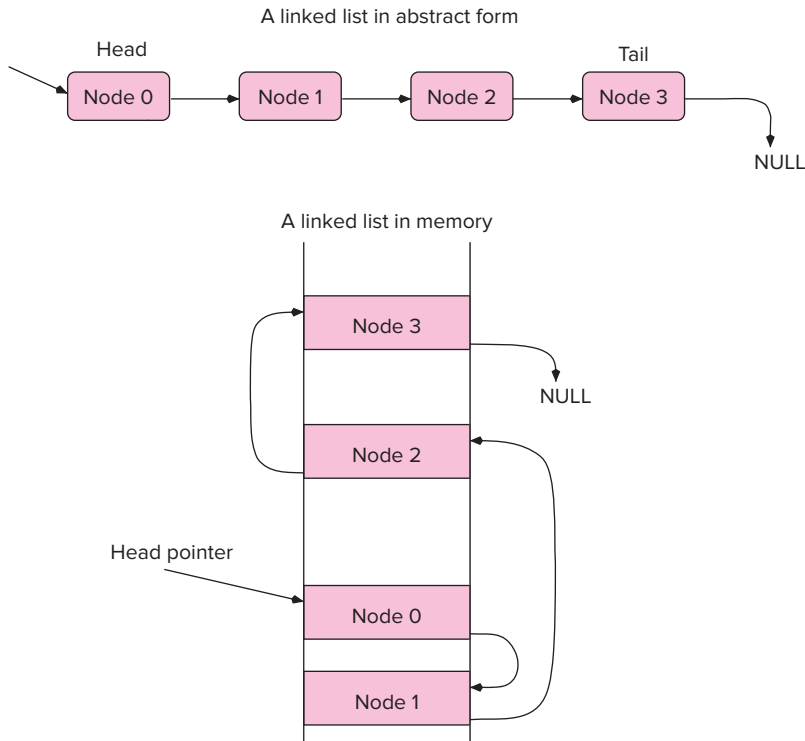 A linked list in abstract form
Head
Tail
Node 0
Node 1
Node 2
Node 3
NULL
A linked list in memory
Node 3
NULL
Node 2
Head pointer
Node 0
Node 1